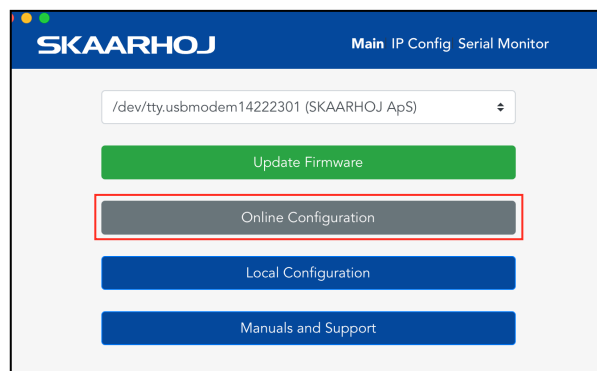 SKAARHOJ
Main IP Config Serial Monitor
/dev/tty.usbmodem14222301 (SKAARHOJ ApS)
Update Firmware
Online Configuration
Local Configuration
Manuals and Support